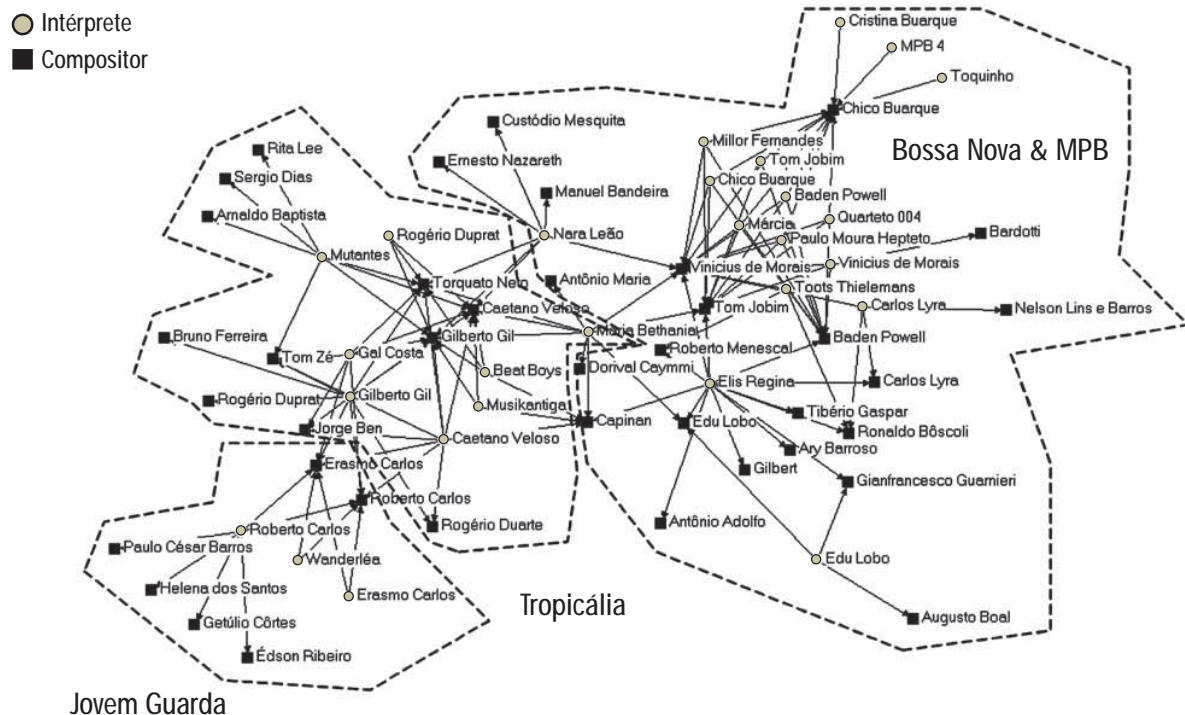 Intérprete
Compositor
Cristina Buarque
MPB 4
Toquinho
Chico Buarque
Bossa Nova & MPB
Custódio Mesquita
Millor Fernandes
Rita Lee
Ernesto Nazareth
Tom Jobim
Sergio Dias
Chico Buarque
Manuel Bandeira
Baden Powell
Arnaldo Baptista
Quarteto 004
Márcia
Bardotti
Rogério Duprat
Nara Leão
Paulo Moura Hepteto
Mutantes
Vinicius de Morais
Vinicius de Morais
Torquato Neto
Antônio Maria
Toots Thielemans
Caetano Veloso
Tom Jobim
Carlos Lyra
Nelson Lins e Barros
Bruno Ferreira
Gilberto Gil
Maria Bethania
Baden Powell
Tom Zé
Gal Costa
Roberto Menescal
Beat Boys
Dorival Caymmi
Elis Regina
Carlos Lyra
Rogério Duprat
Gilberto Gil
Musikantiga
Tibério Gaspar
Jorge Ben
Caetano Veloso
Capinan
Edu Lobo
Ronaldo Bôscoli
Ary Barroso
Erasmo Carlos
Gilbert
Gianfrancesco Guarnieri
Roberto Carlos
Rogério Duarte
Antônio Adolfo
Roberto Carlos
Paulo César Barros
Wanderléa
Edu Lobo
Helena dos Santos
Erasmo Carlos
Tropicália
Getúlio Côrtes
Augusto Boal
Édson Ribeiro
Jovem Guarda